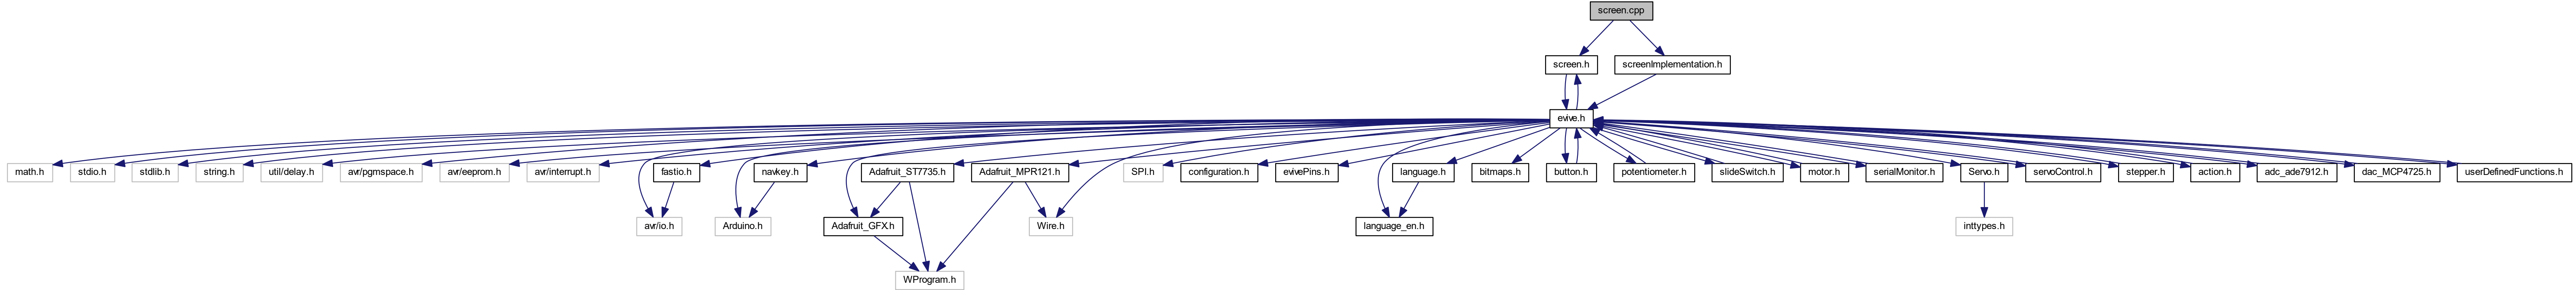 screen.cpp
screen.h
screenImplementation.h
evive.h
math.h
stdio.h
stdlib.h
string.h
util/delay.h
avr/pgmspace.h
avr/eeprom.h
avr/interrupt.h
fastio.h
navkey.h
Adafruit_ST7735.h
Adafruit_MPR121.h
SPI.h
configuration.h
evivePins.h
language.h
bitmaps.h
button.h
potentiometer.h
slideSwitch.h
motor.h
serialMonitor.h
Servo.h
servoControl.h
stepper.h
action.h
adc_ade7912.h
dac_MCP4725.h
userDefinedFunctions.h
avr/io.h
Arduino.h
Adafruit_GFX.h
Wire.h
language_en.h
inttypes.h
WProgram.h